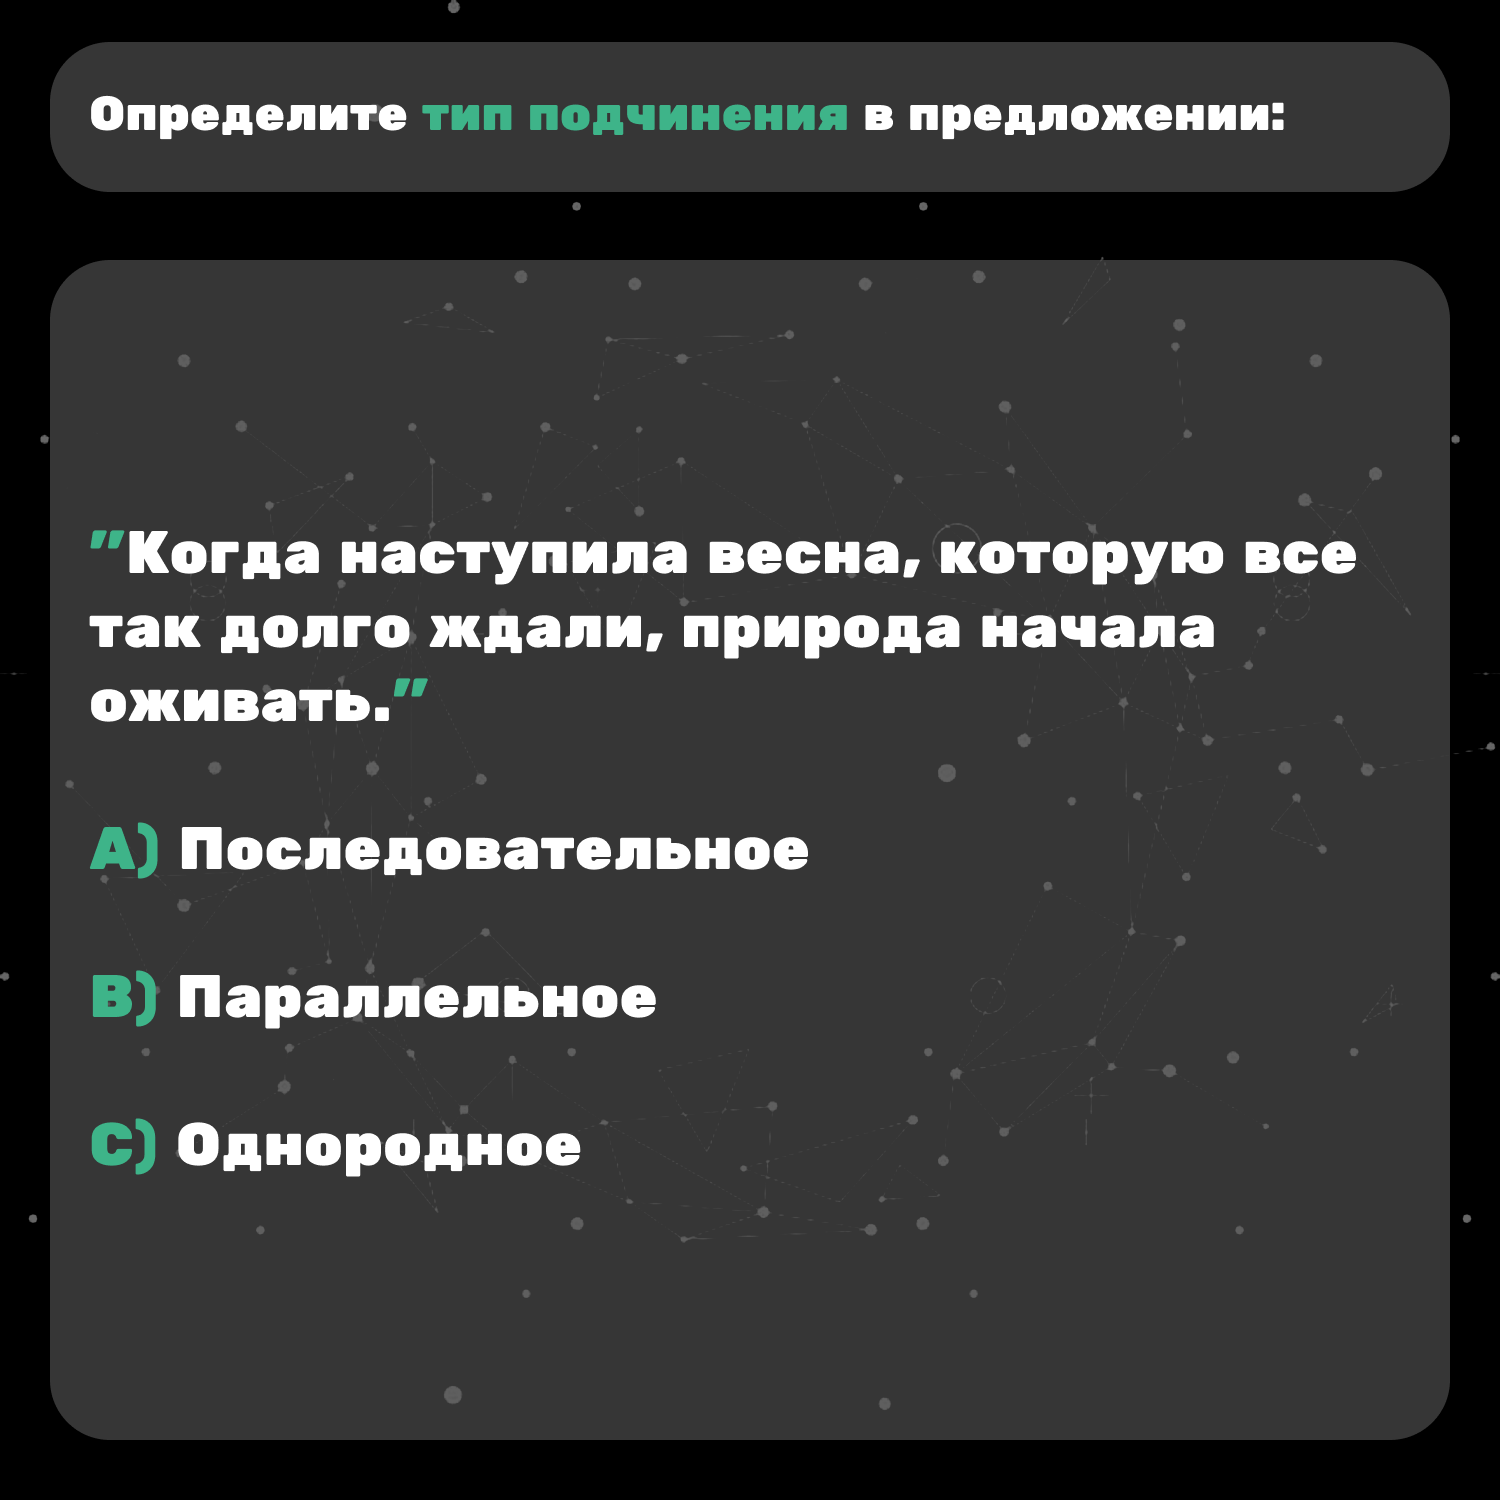 Определите тип подчинения в предложении:
"Когда наступила весна, которую все
так долго ждали, природа начала
оживать."
A) Последовательное
B) Параллельное
C) Однородное